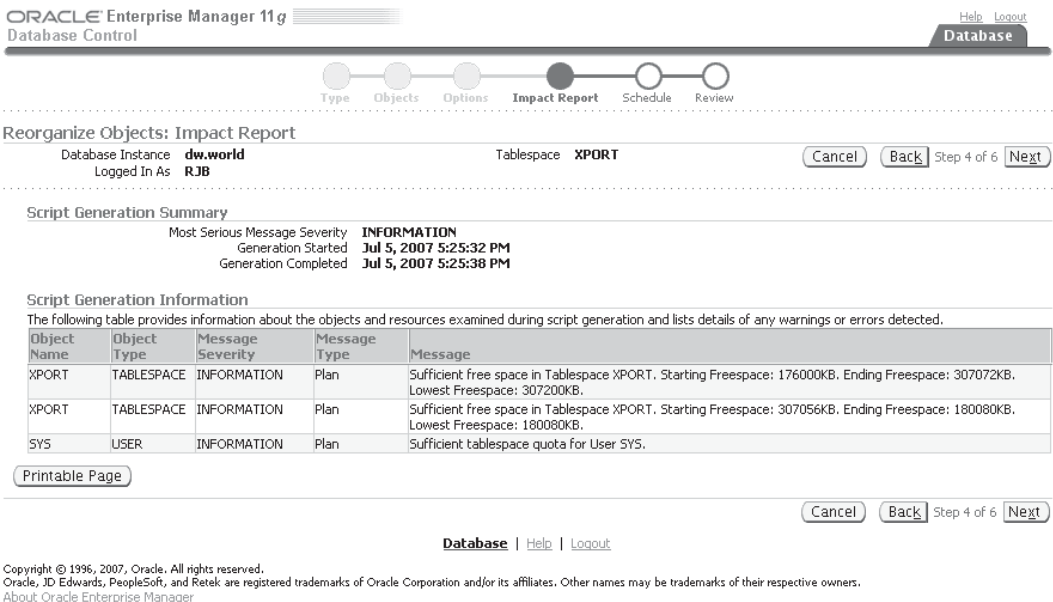 ORACLE Enterprise Manager 11g
Database Control
Help Logout
Database
Type Objects Options Impact Report Schedule Review
Reorganize Objects: Impact Report
Database Instance dw.world Tablespace XPORT Cancel Back Step 4 of 6 Next
Logged In As RJB
Script Generation Summary
Most Serious Message Severity INFORMATION
Generation Started Jul 5, 2007 5:25:32 PM
Generation Completed Jul 5, 2007 5:25:38 PM
Script Generation Information
The following table provides information about the objects and resources examined during script generation and lists details of any warnings or errors detected.
Object Name Object Type Message Severity Message Type Message
XPORT TABLESPACE INFORMATION Plan Sufficient free space in Tablespace XPORT. Starting Freespace: 176000KB. Ending Freespace: 307072KB.
Lowest Freespace: 307200KB.
XPORT TABLESPACE INFORMATION Plan Sufficient free space in Tablespace XPORT. Starting Freespace: 307056KB. Ending Freespace: 180080KB.
Lowest Freespace: 180080KB.
SYS USER INFORMATION Plan Sufficient tablespace quota for User SYS.
Printable Page
Cancel Back Step 4 of 6 Next
Database | Help | Logout
Copyright © 1996, 2007, Oracle. All rights reserved.
Oracle, JD Edwards, PeopleSoft, and Retek are registered trademarks of Oracle Corporation and/or its affiliates. Other names may be trademarks of their respective owners.
About Oracle Enterprise Manager